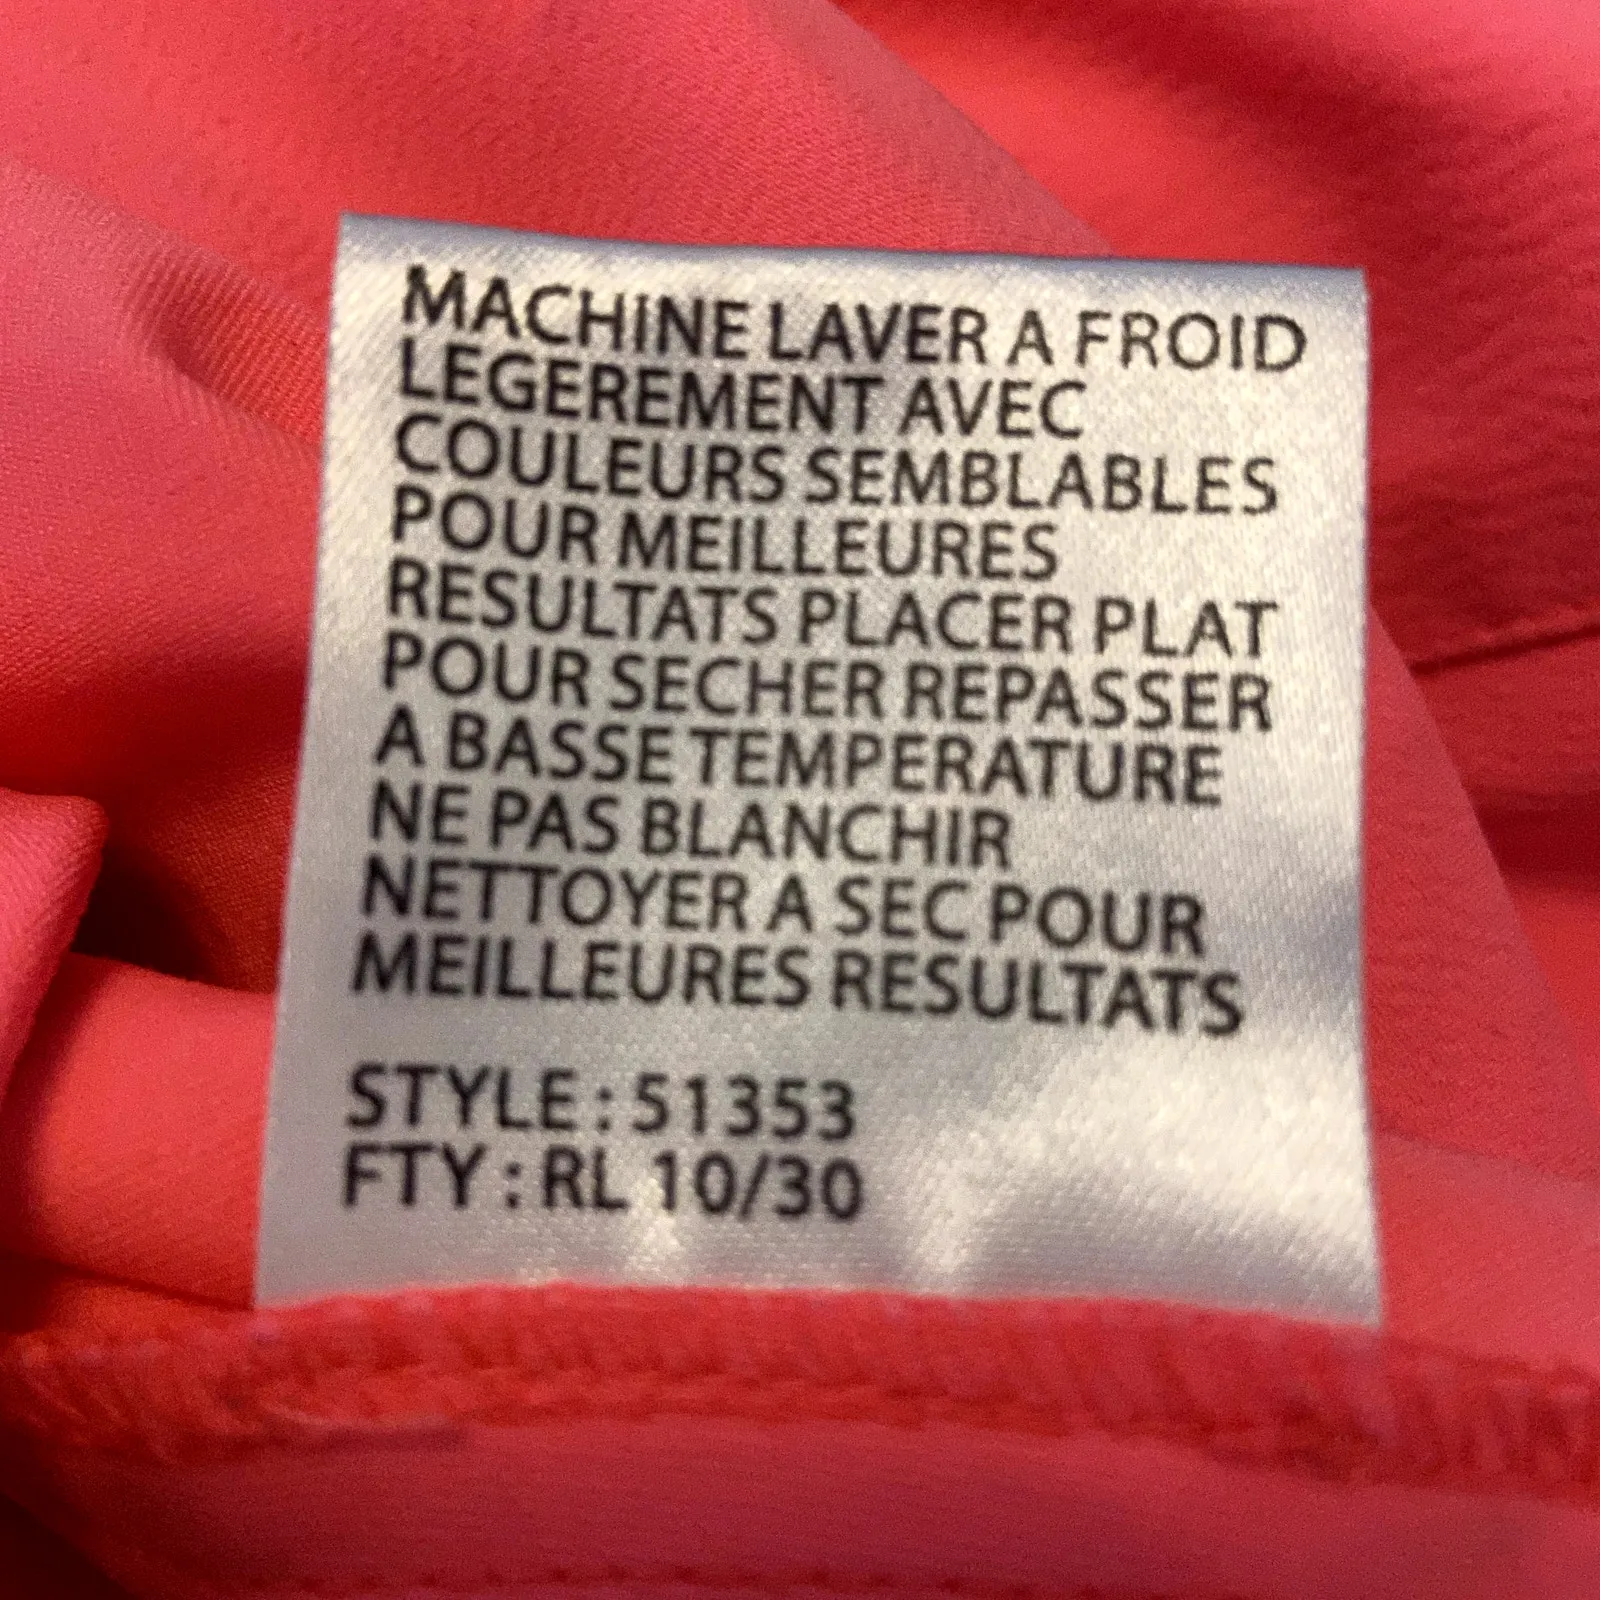 MACHINE LAVER A FROID
LEGEREMENT AVEC
COULEURS SEMBLABLES
POUR MEILLEURES
RESULTATS PLACER PLAT
POUR SECHER REPASSER
A BASSE TEMPERATURE
NE PAS BLANCHIR
NETTOYER A SEC POUR
MEILLEURES RESULTATS
STYLE : 51353
FTY : RL 10/30